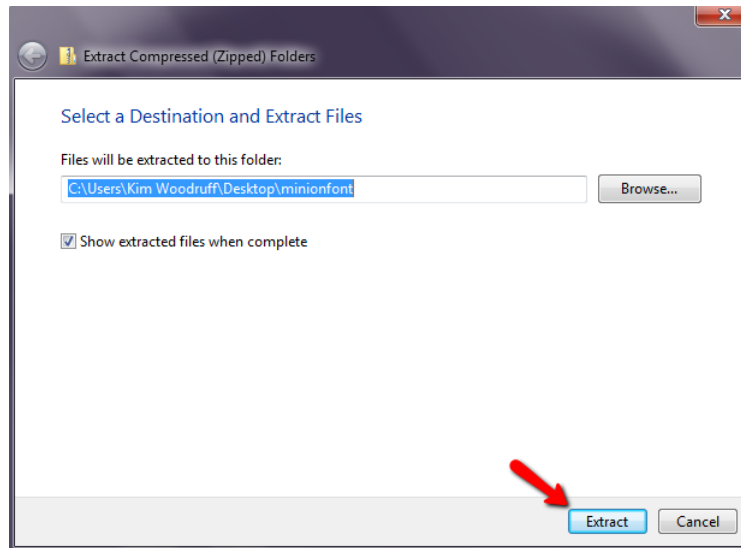 Extract Compressed (Zipped) Folders
Select a Destination and Extract Files
Files will be extracted to this folder:
C:\Users\Kim Woodruff\Desktop\minionfont
Browse...
Show extracted files when complete
Extract
Cancel